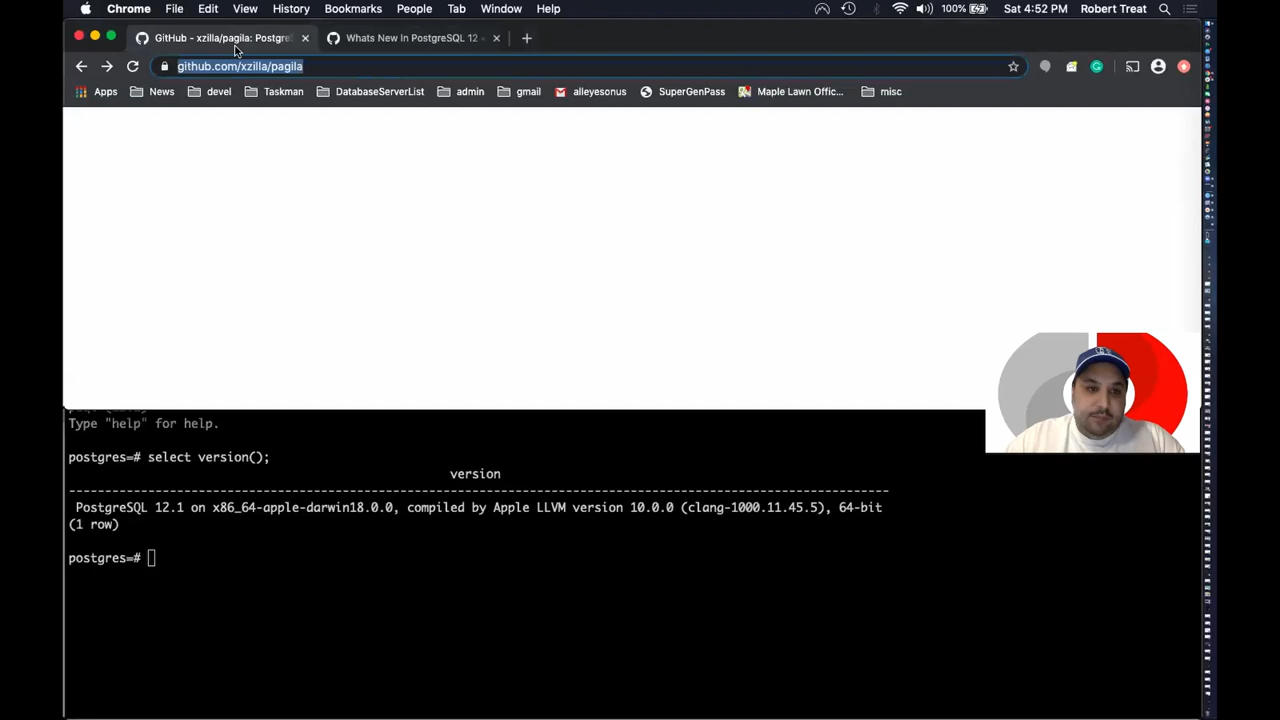 Chrome File Edit View History Bookmarks People Tab Window Help 100% Sat 4:52 PM Robert Treat
GitHub - xzilla/pagila: Postgre Whats New In PostgreSQL 12 -
github.com/xzilla/pagila
Apps News devel Taskman DatabaseServerList admin gmail alleyesonus SuperGenPass Maple Lawn Offic... misc
Type "help" for help.
postgres=# select version();
version
-----------------------------------------------------------------------------------------------------------------
PostgreSQL 12.1 on x86_64-apple-darwin18.0.0, compiled by Apple LLVM version 10.0.0 (clang-1000.11.45.5), 64-bit
(1 row)
postgres=#